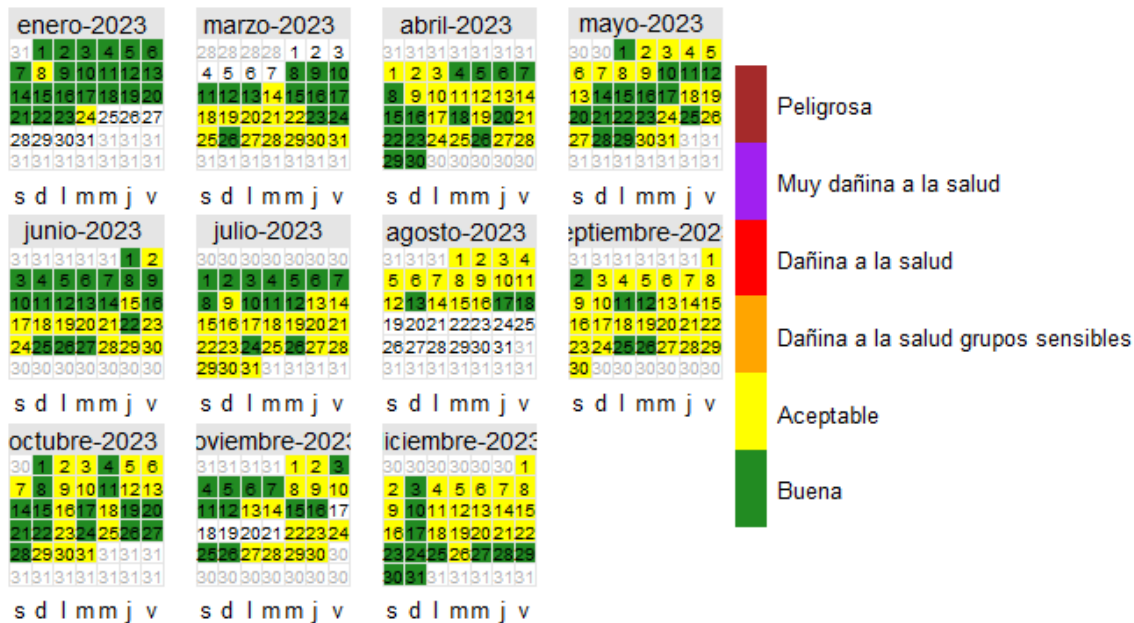 enero-2023
31 1 2 3 4 5 6
7 8 9 10 11 12 13
14 15 16 17 18 19 20
21 22 23 24 25 26 27
28 29 30 31 31 31 31
31 31 31 31 31 31 31
s d l m m j v
marzo-2023
28 28 28 28 1 2 3
4 5 6 7 8 9 10
11 12 13 14 15 16 17
18 19 20 21 22 23 24
25 26 27 28 29 30 31
31 31 31 31 31 31 31
s d l m m j v
abril-2023
31 31 31 31 31 31 31
1 2 3 4 5 6 7
8 9 10 11 12 13 14
15 16 17 18 19 20 21
22 23 24 25 26 27 28
29 30 30 30 30 30 30
s d l m m j v
mayo-2023
30 30 1 2 3 4 5
6 7 8 9 10 11 12
13 14 15 16 17 18 19
20 21 22 23 24 25 26
27 28 29 30 31 31 31
31 31 31 31 31 31 31
s d l m m j v
junio-2023
31 31 31 31 31 1 2
3 4 5 6 7 8 9
10 11 12 13 14 15 16
17 18 19 20 21 22 23
24 25 26 27 28 29 30
30 30 30 30 30 30 30
s d l m m j v
julio-2023
30 30 30 30 30 30 30
1 2 3 4 5 6 7
8 9 10 11 12 13 14
15 16 17 18 19 20 21
22 23 24 25 26 27 28
29 30 31 31 31 31 31
s d l m m j v
agosto-2023
31 31 31 1 2 3 4
5 6 7 8 9 10 11
12 13 14 15 16 17 18
19 20 21 22 23 24 25
26 27 28 29 30 31 31
31 31 31 31 31 31 31
s d l m m j v
eptiembre-202
31 31 31 31 31 31 1
2 3 4 5 6 7 8
9 10 11 12 13 14 15
16 17 18 19 20 21 22
23 24 25 26 27 28 29
30 30 30 30 30 30 30
s d l m m j v
octubre-2023
30 1 2 3 4 5 6
7 8 9 10 11 12 13
14 15 16 17 18 19 20
21 22 23 24 25 26 27
28 29 30 31 31 31 31
31 31 31 31 31 31 31
s d l m m j v
oviembre-2023
31 31 31 31 1 2 3
4 5 6 7 8 9 10
11 12 13 14 15 16 17
18 19 20 21 22 23 24
25 26 27 28 29 30 30
30 30 30 30 30 30 30
s d l m m j v
iciembre-2023
30 30 30 30 30 30 1
2 3 4 5 6 7 8
9 10 11 12 13 14 15
16 17 18 19 20 21 22
23 24 25 26 27 28 29
30 31 31 31 31 31 31
s d l m m j v
Peligrosa
Muy dañina a la salud
Dañina a la salud
Dañina a la salud grupos sensibles
Aceptable
Buena